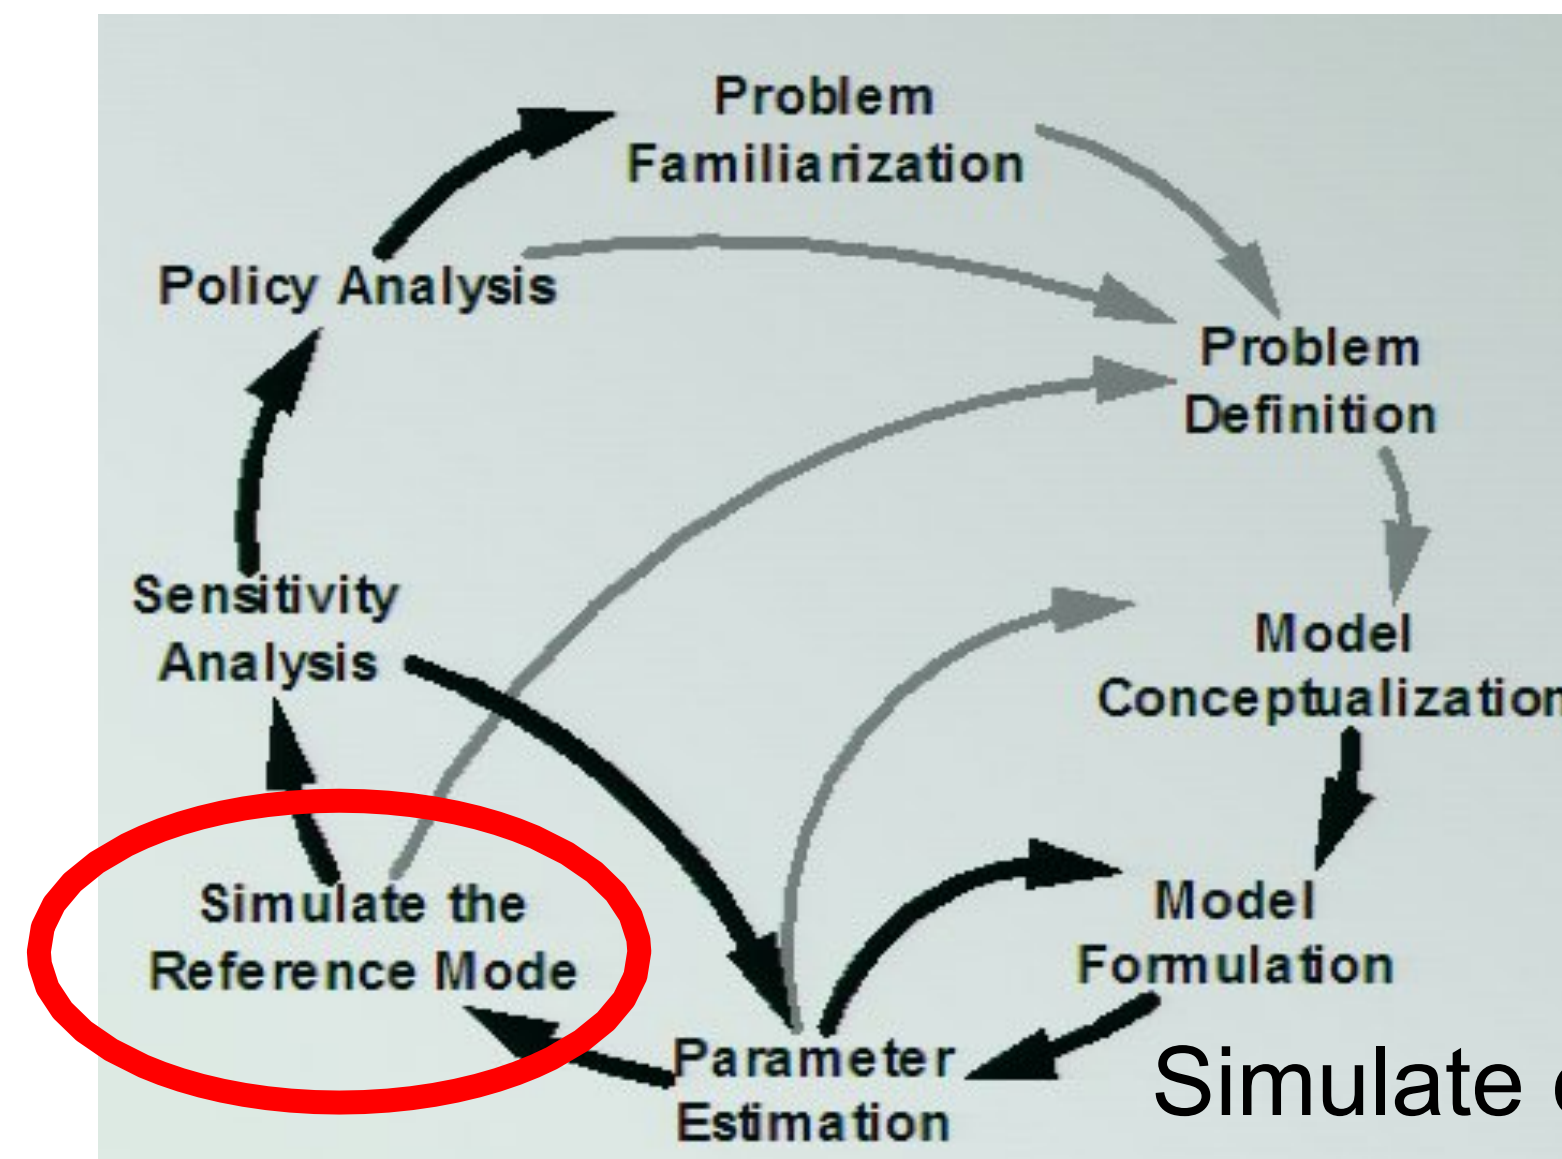 Problem
Familiarization
Policy Analysis
Problem
Definition
Sensitivity
Analysis
Model
Conceptualization
Simulate the
Reference Mode
Model
Formulation
Parameter
Estimation
Simulate